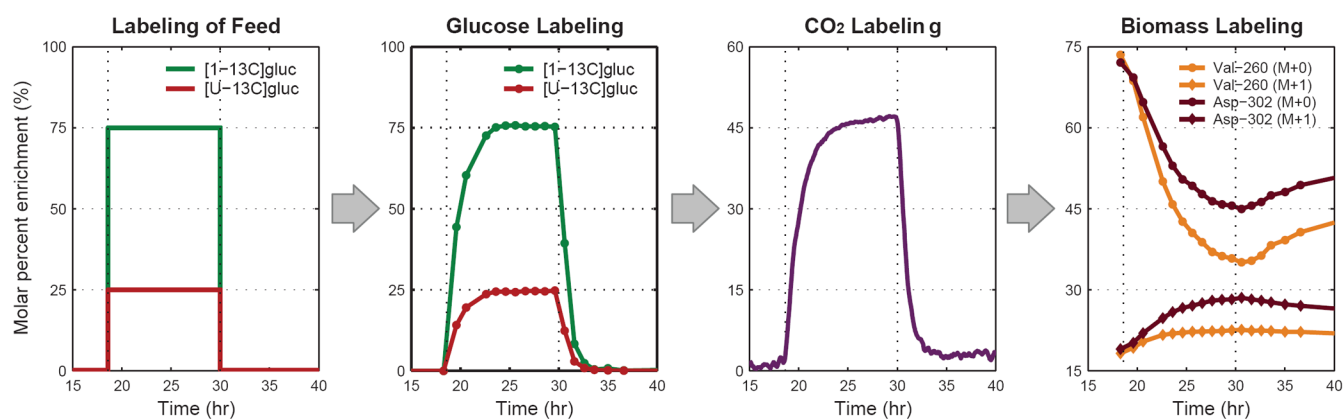 Labeling of Feed
Glucose Labeling
CO2 Labeling
Biomass Labeling
Molar percent enrichment (%)
100
75
50
25
0
[1-13C]gluc
[U-13C]gluc
15 20 25 30 35 40
Time (hr)
100
75
50
25
0
[1-13C]gluc
[U-13C]gluc
15 20 25 30 35 40
Time (hr)
60
45
30
15
0
15 20 25 30 35 40
Time (hr)
75
60
45
30
15
Val-260 (M+0)
Val-260 (M+1)
Asp-302 (M+0)
Asp-302 (M+1)
15 20 25 30 35 40
Time (hr)